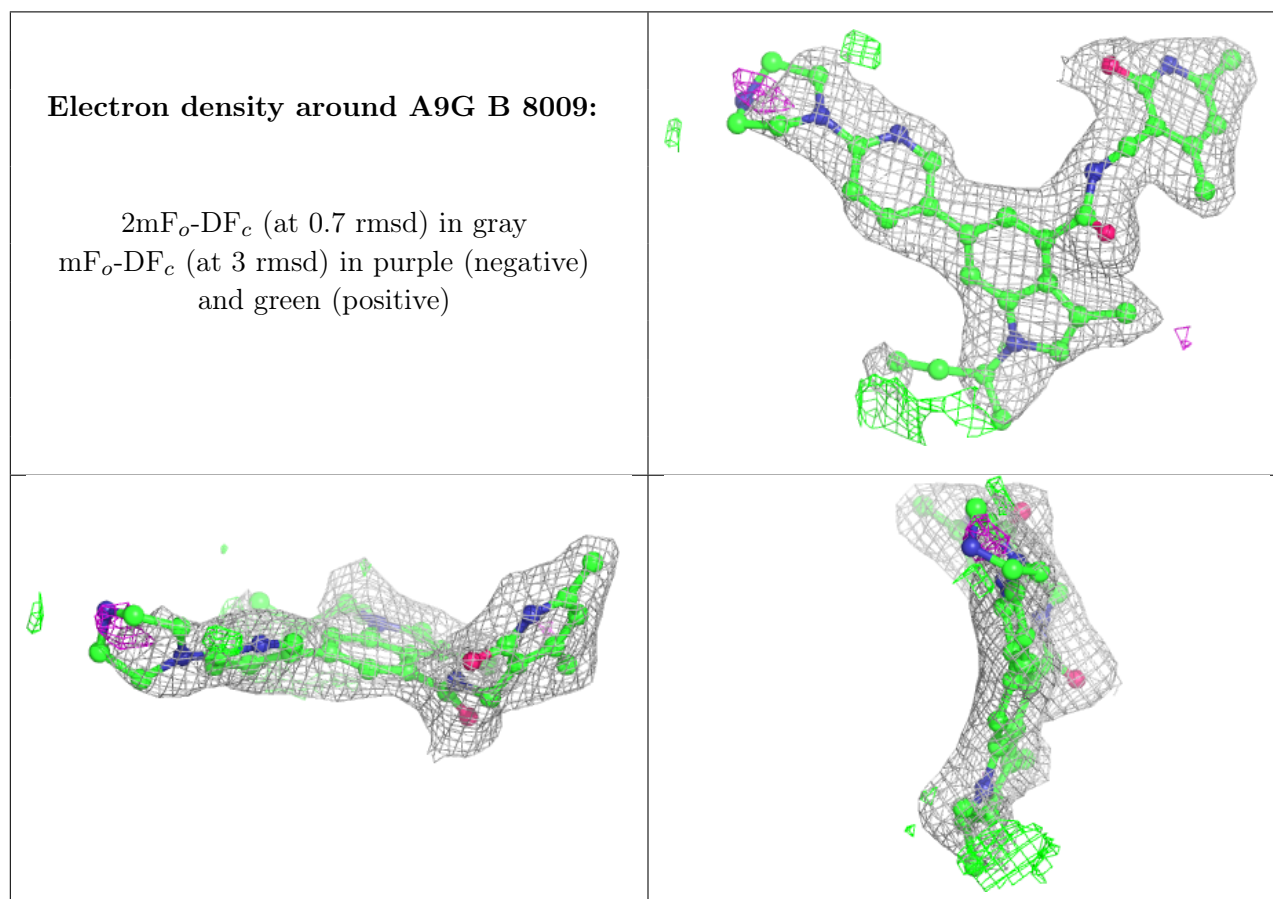 Electron density around A9G B 8009:
2mFo-DFc (at 0.7 rmsd) in gray
mFo-DFc (at 3 rmsd) in purple (negative)
and green (positive)